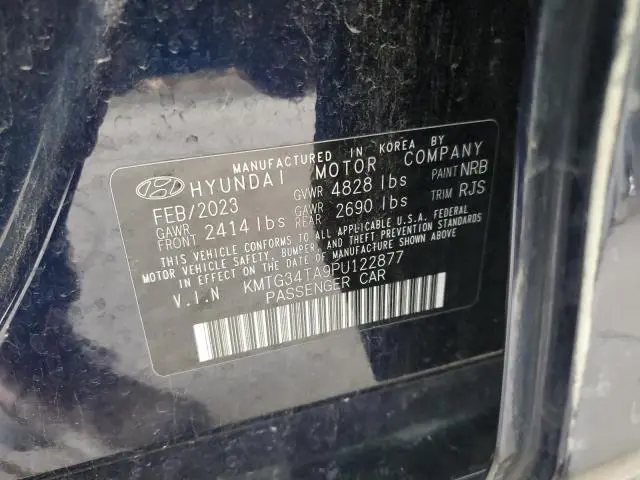 MANUFACTURED IN KOREA BY
HYUNDAI MOTOR COMPANY
FEB/2023 GVWR 4828 lbs PAINT NRB
GAWR FRONT 2414 lbs GAWR REAR 2690 lbs TRIM RJS
THIS VEHICLE CONFORMS TO ALL APPLICABLE U.S.A. FEDERAL
MOTOR VEHICLE SAFETY, BUMPER, AND THEFT PREVENTION STANDARDS
IN EFFECT ON THE DATE OF MANUFACTURE SHOWN ABOVE
V.I.N KMTG34TA9PU122877
PASSENGER CAR